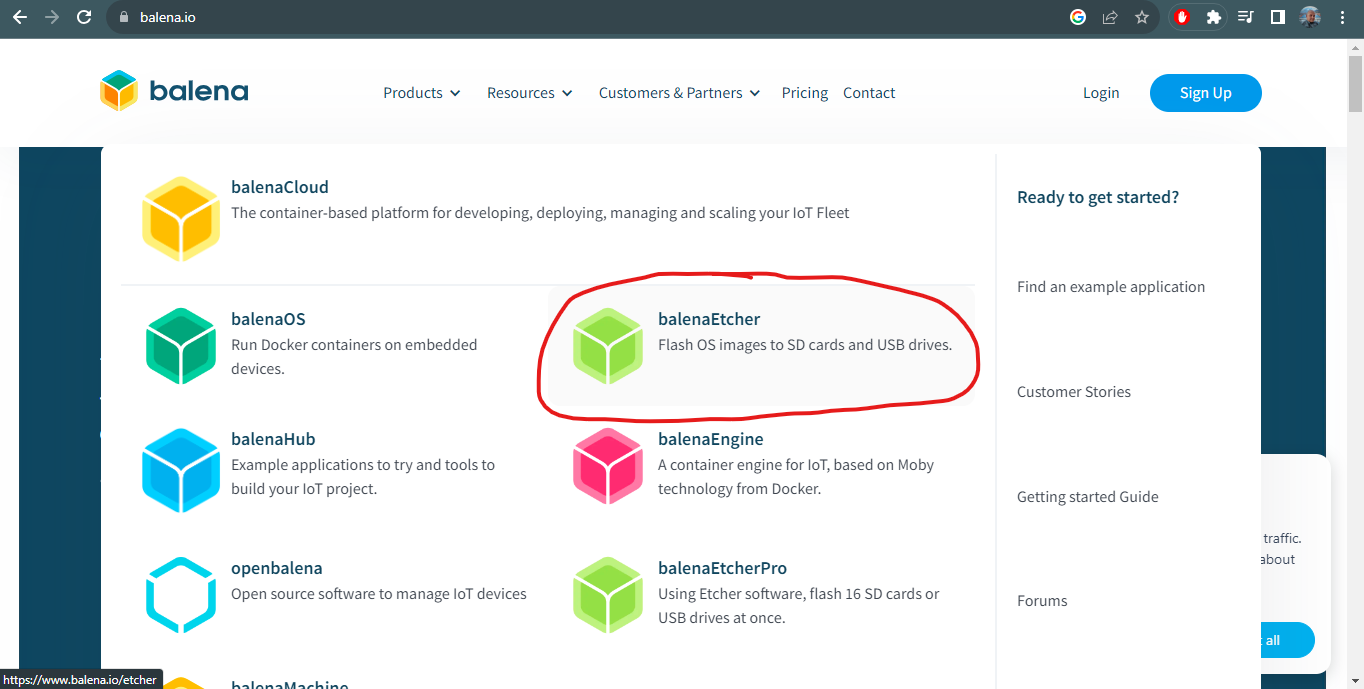 balena.io
balena
Products
Resources
Customers & Partners
Pricing
Contact
Login
Sign Up
balenaCloud
The container-based platform for developing, deploying, managing and scaling your IoT Fleet
balenaOS
Run Docker containers on embedded
devices.
balenaEtcher
Flash OS images to SD cards and USB drives.
balenaHub
Example applications to try and tools to
build your IoT project.
balenaEngine
A container engine for IoT, based on Moby
technology from Docker.
openbalena
Open source software to manage IoT devices
balenaEtcherPro
Using Etcher software, flash 16 SD cards or
USB drives at once.
balenaMachine
Ready to get started?
Find an example application
Customer Stories
Getting started Guide
Forums
traffic.
about
all
https://www.balena.io/etcher